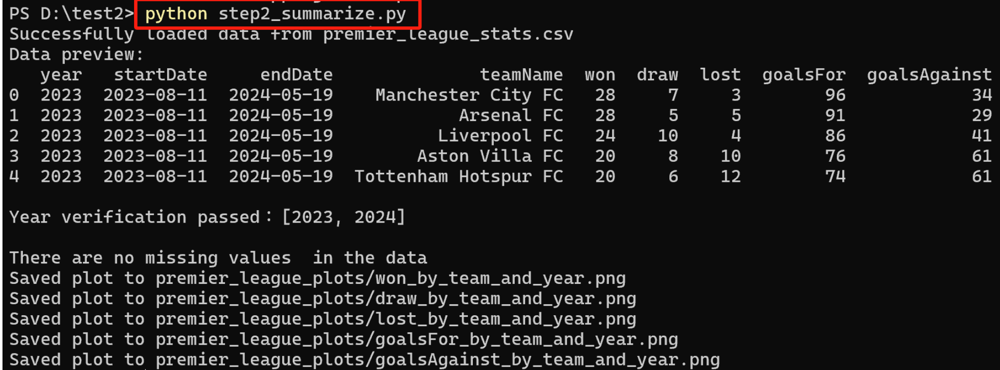 PS D:\test2> python step2_summarize.py
Successfully loaded data from premier_league_stats.csv
Data preview:
   year   startDate     endDate              teamName  won  draw  lost  goalsFor  goalsAgainst
0  2023  2023-08-11  2024-05-19    Manchester City FC   28     7     3        96            34
1  2023  2023-08-11  2024-05-19            Arsenal FC   28     5     5        91            29
2  2023  2023-08-11  2024-05-19          Liverpool FC   24    10     4        86            41
3  2023  2023-08-11  2024-05-19        Aston Villa FC   20     8    10        76            61
4  2023  2023-08-11  2024-05-19  Tottenham Hotspur FC   20     6    12        74            61
Year verification passed：[2023, 2024]
There are no missing values  in the data
Saved plot to premier_league_plots/won_by_team_and_year.png
Saved plot to premier_league_plots/draw_by_team_and_year.png
Saved plot to premier_league_plots/lost_by_team_and_year.png
Saved plot to premier_league_plots/goalsFor_by_team_and_year.png
Saved plot to premier_league_plots/goalsAgainst_by_team_and_year.png